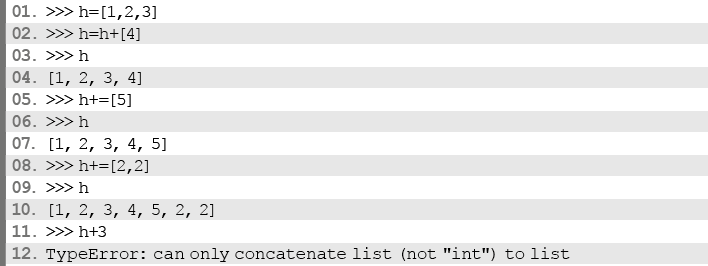 01. >>> h=[1,2,3]
02. >>> h=h+[4]
03. >>> h
04. [1, 2, 3, 4]
05. >>> h+=[5]
06. >>> h
07. [1, 2, 3, 4, 5]
08. >>> h+=[2,2]
09. >>> h
10. [1, 2, 3, 4, 5, 2, 2]
11. >>> h+3
12. TypeError: can only concatenate list (not "int") to list